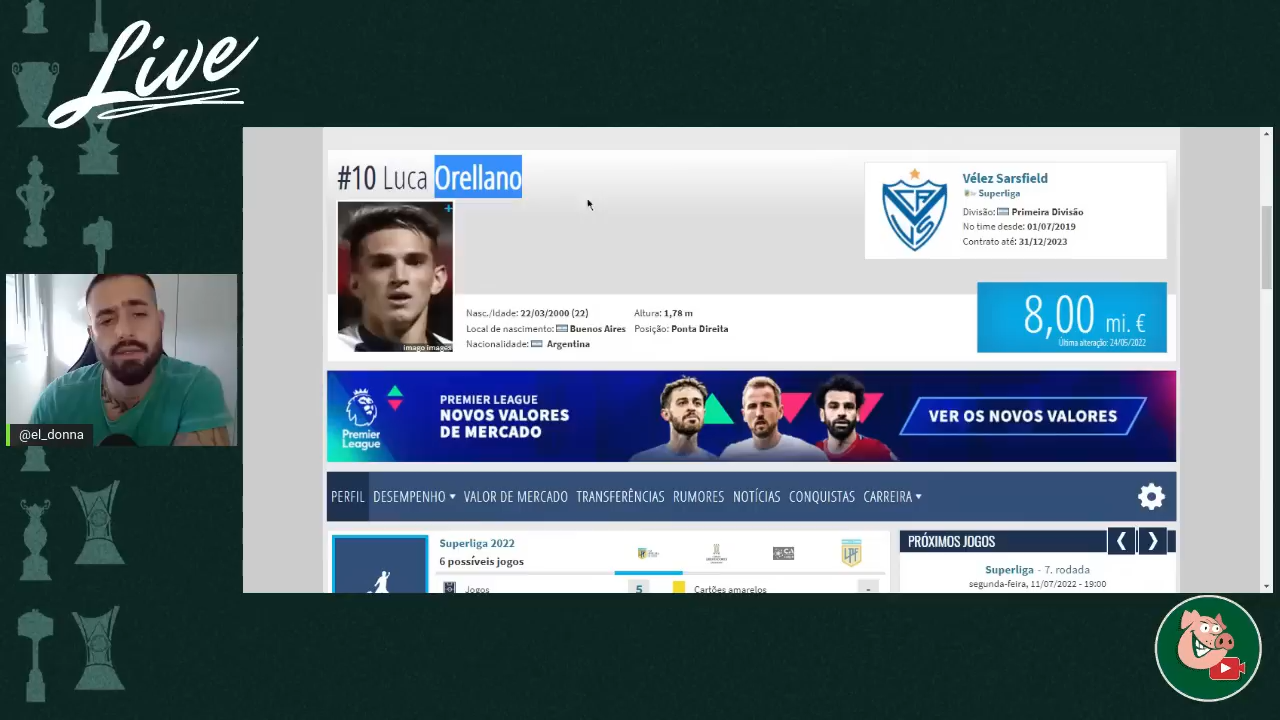 Live
#10 Luca Orellano
Vélez Sarsfield
Superliga
Divisão: Primeira Divisão
No time desde: 01/07/2019
Contrato até: 31/12/2023
8,00 mi. €
Última alteração: 24/05/2022
Nasc./Idade: 22/03/2000 (22)
Altura: 1,78 m
Local de nascimento: Buenos Aires
Posição: Ponta Direita
Nacionalidade: Argentina
imago images
@el_donna
Premier League
PREMIER LEAGUE
NOVOS VALORES
DE MERCADO
VER OS NOVOS VALORES
PERFIL DESEMPENHO VALOR DE MERCADO TRANSFERÊNCIAS RUMORES NOTÍCIAS CONQUISTAS CARREIRA
Superliga 2022
6 possíveis jogos
Jogos 5 Cartões amarelos -
PRÓXIMOS JOGOS
Superliga - 7. rodada
segunda-feira, 11/07/2022 - 19:00